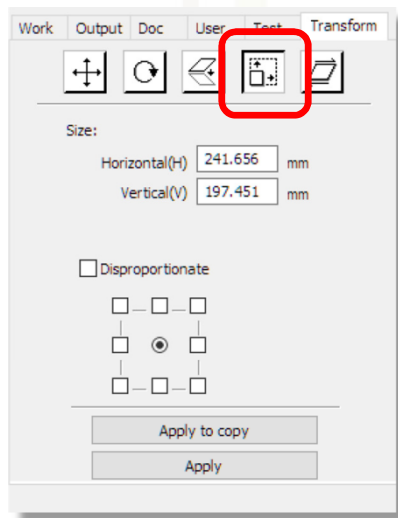 Work Output Doc User Test Transform
Size:
Horizontal(H) 241.656 mm
Vertical(V) 197.451 mm
Disproportionate
Apply to copy
Apply